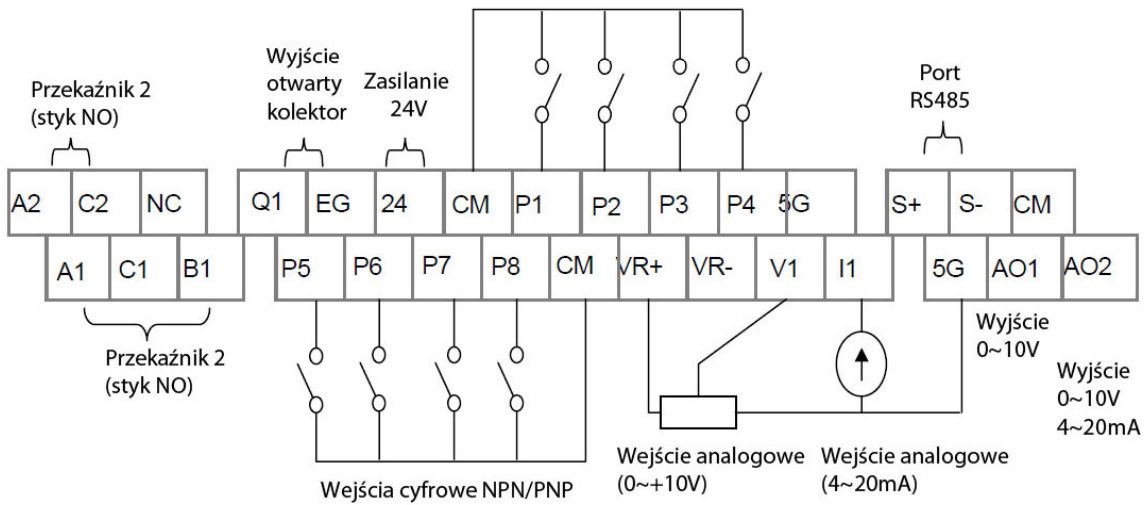 Przekaźnik 2
(styk NO)
Wyjście
otwarty
kolektor
Zasilanie
24V
Port
RS485
A2 C2 NC Q1 EG 24 CM P1 P2 P3 P4 5G S+ S- CM
A1 C1 B1 P5 P6 P7 P8 CM VR+ VR- V1 I1 5G AO1 AO2
Przekaźnik 2
(styk NO)
Wyjście
0~10V
Wyjście
0~10V
4~20mA
Wejścia cyfrowe NPN/PNP
Wejście analogowe
(0~+10V)
Wejście analogowe
(4~20mA)